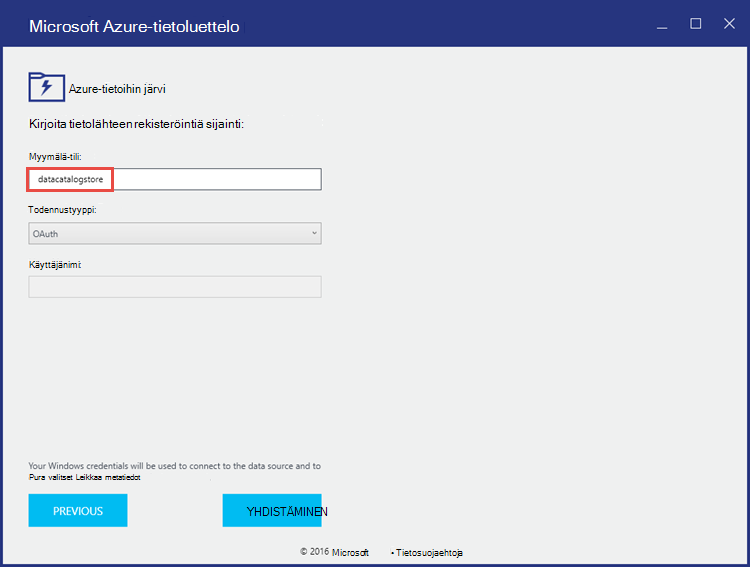 Microsoft Azure-tietoluettelo
Azure-tietoihin järvi
Kirjoita tietolähteen rekisteröintiä sijainti:
Myymälä-tili:
datacatalogstore
Todennustyyppi:
OAuth
Käyttäjänimi:
Your Windows credentials will be used to connect to the data source and to
Pura valitset Leikkaa metatiedot
PREVIOUS YHDISTÄMINEN
© 2016 Microsoft • Tietosuojaehtoja